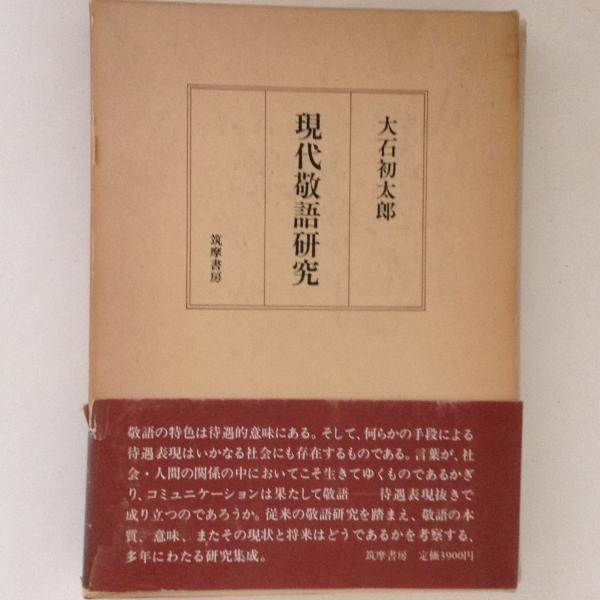 大石初太郎
現代敬語研究
筑摩書房
敬語の特色は待遇的意味にある。そして、何らかの手段による
待遇表現はいかなる社会にも存在するものである。言葉が、社
会・人間の関係の中においてこそ生きてゆくものであるかぎ
り、コミュニケーションは果たして敬語――待遇表現抜きで
成り立つのであろうか。従来の敬語研究を踏まえ、敬語の本
質、意味、またその現状と将来はどうであるかを考察する、
多年にわたる研究集成。
筑摩書房 定価3900円